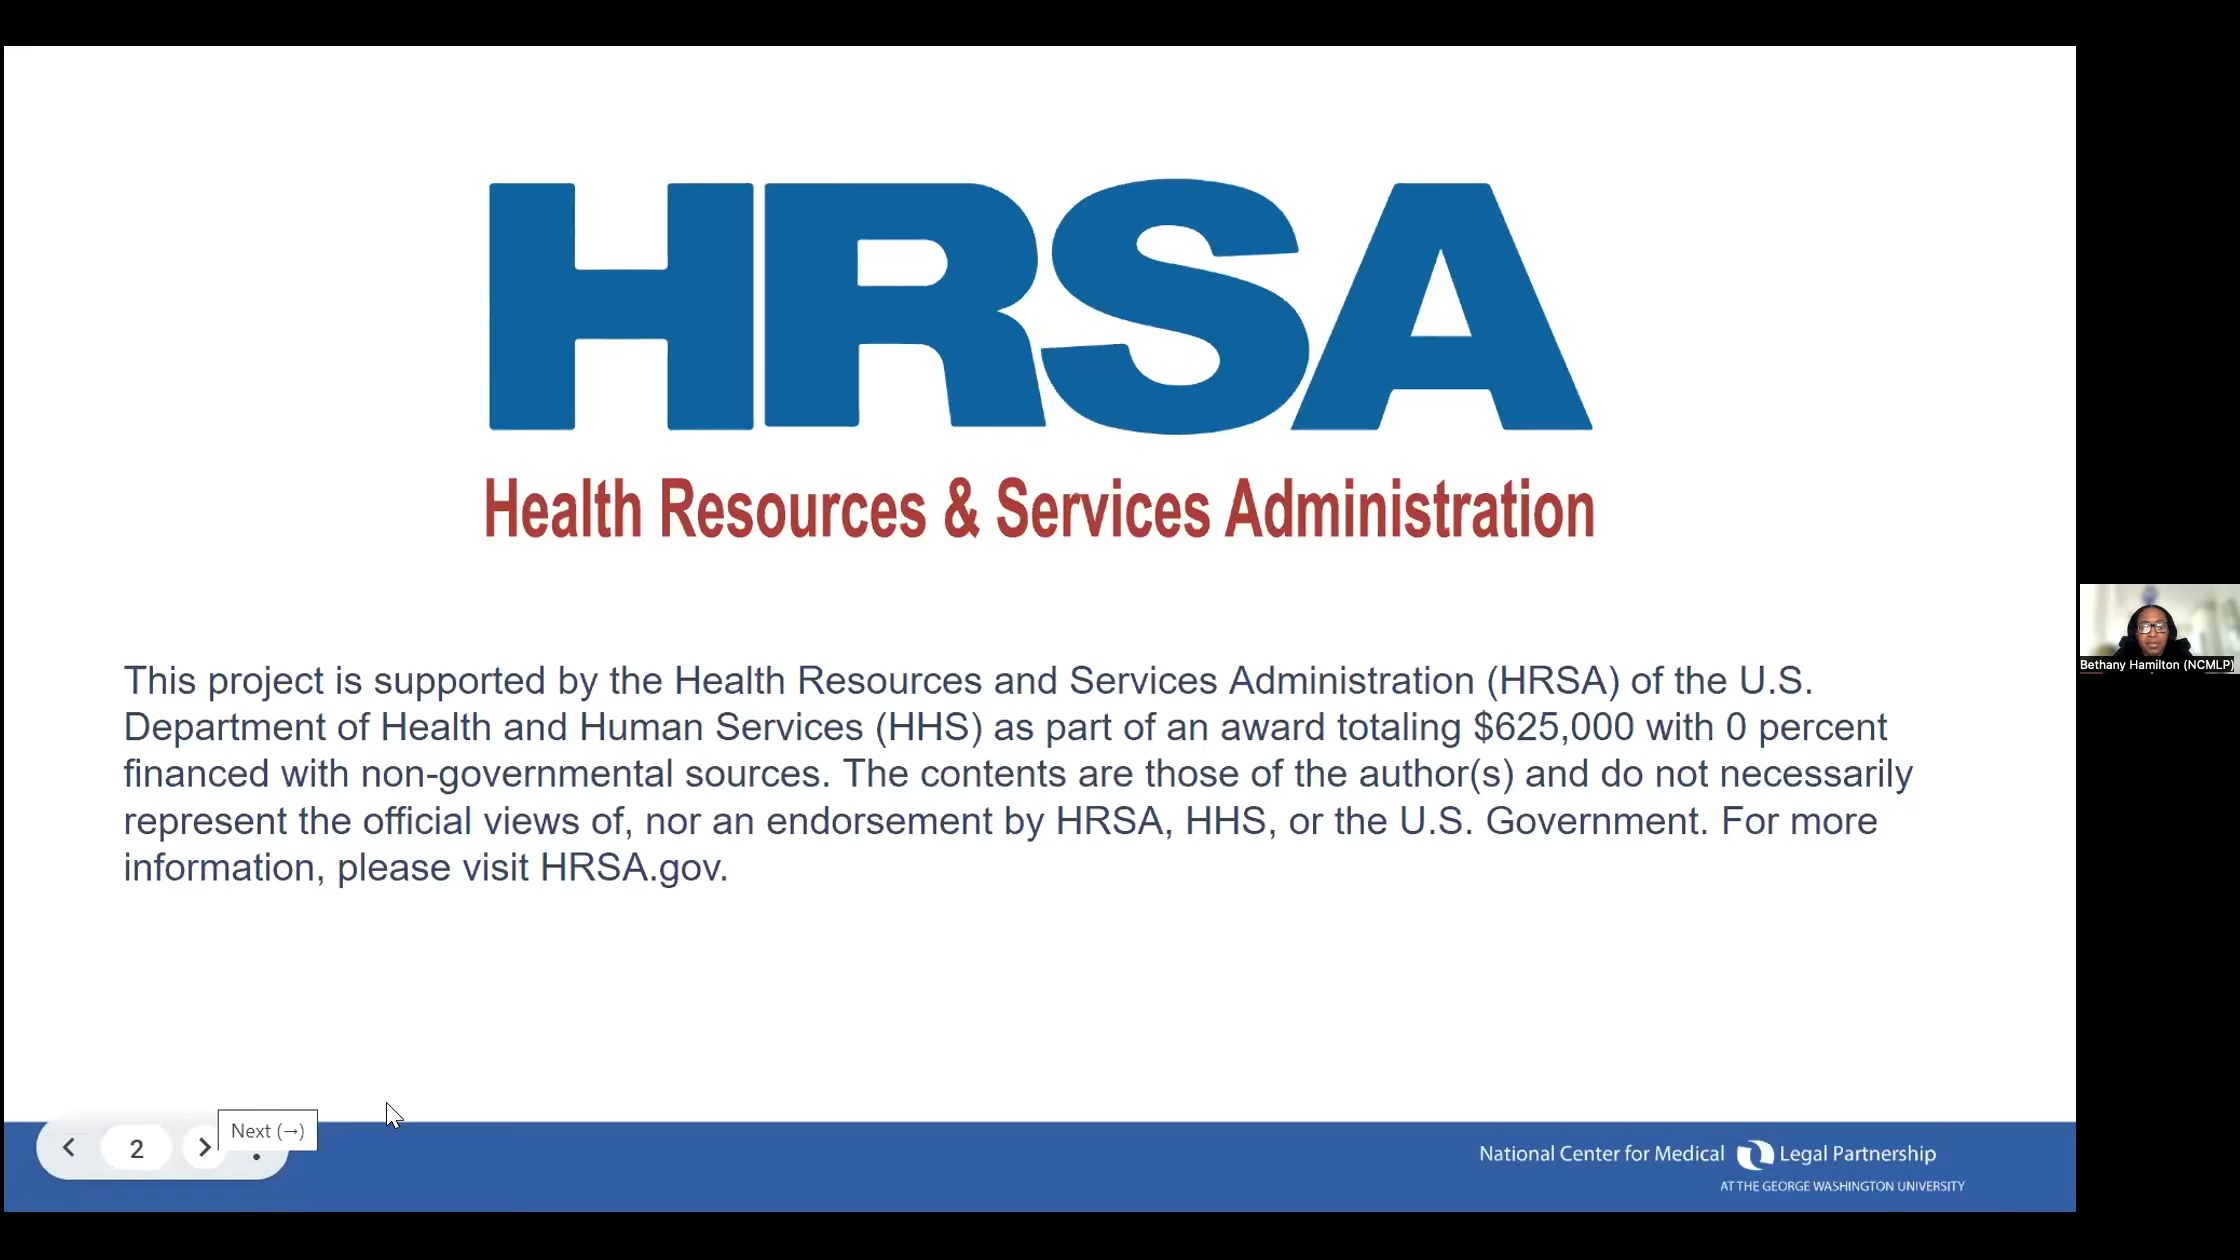 HRSA
Health Resources & Services Administration
This project is supported by the Health Resources and Services Administration (HRSA) of the U.S.
Department of Health and Human Services (HHS) as part of an award totaling $625,000 with 0 percent
financed with non-governmental sources. The contents are those of the author(s) and do not necessarily
represent the official views of, nor an endorsement by HRSA, HHS, or the U.S. Government. For more
information, please visit HRSA.gov.
Bethany Hamilton (NCMLP)
2
Next (→)
National Center for Medical Legal Partnership
AT THE GEORGE WASHINGTON UNIVERSITY